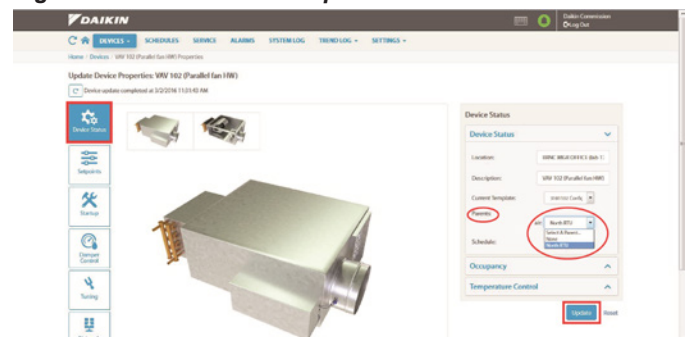 DAIKIN
Daikin Commission
Log Out
DEVICES
SCHEDULES
SERVICE
ALARMS
SYSTEM LOG
TREND LOG
SETTINGS
Home / Devices / VAV 102 (Parallel fan HW) Properties
Update Device Properties: VAV 102 (Parallel fan HW)
Device update completed at 3/2/2016 11:01:43 AM
Device Status
Setpoints
Startup
Damper
Control
Tuning
Device Status
Device Status
Location:
Description:
VAV 102 (Parallel fan HW)
Current Template:
Config
Parents:
North RTU
Select A Parent...
None
North RTU
Schedule:
Occupancy
Temperature Control
Update
Reset